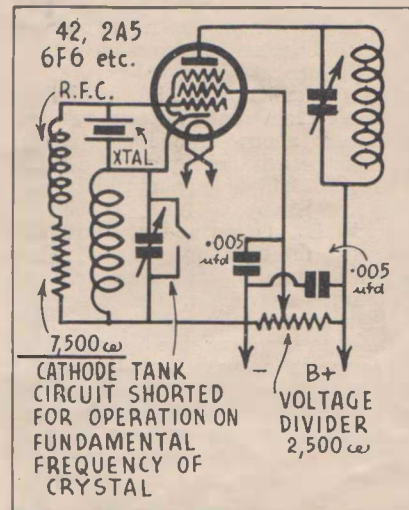 42, 2A5
6F6 etc.
R.F.C.
XTAL
.005
ufd
.005
ufd
7,500 ω
- B+
CATHODE TANK
CIRCUIT SHORTED
FOR OPERATION ON
FUNDAMENTAL
FREQUENCY OF
CRYSTAL
VOLTAGE
DIVIDER
2,500 ω